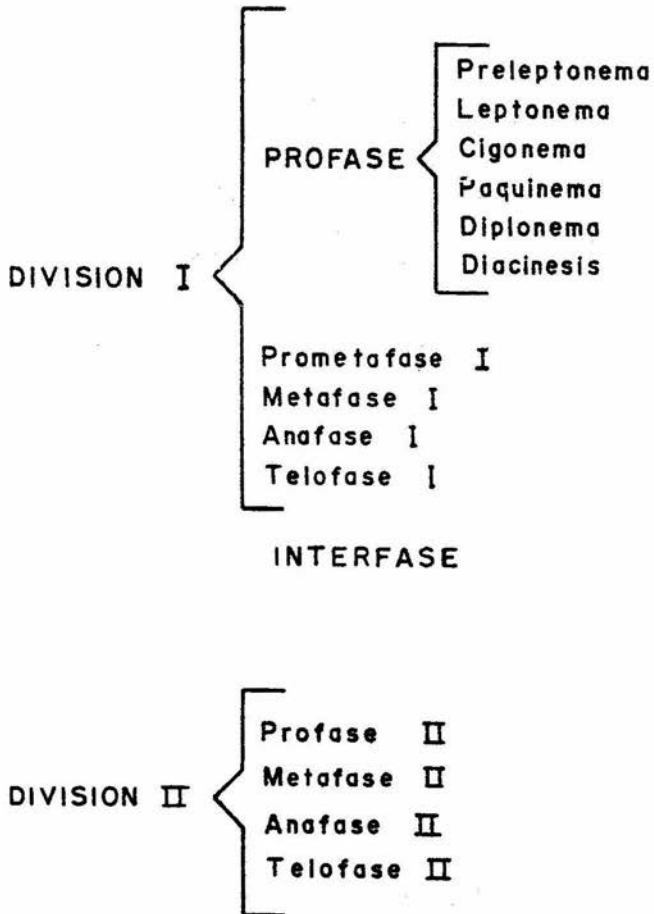 Preleptonema
Leptonema
PROFASE
Cigonema
Paquinema
Diplonema
Diacinesis
DIVISION I
Prometafase I
Metafase I
Anafase I
Telofase I
INTERFASE
Profase II
Metafase II
DIVISION II
Anafase II
Telofase II